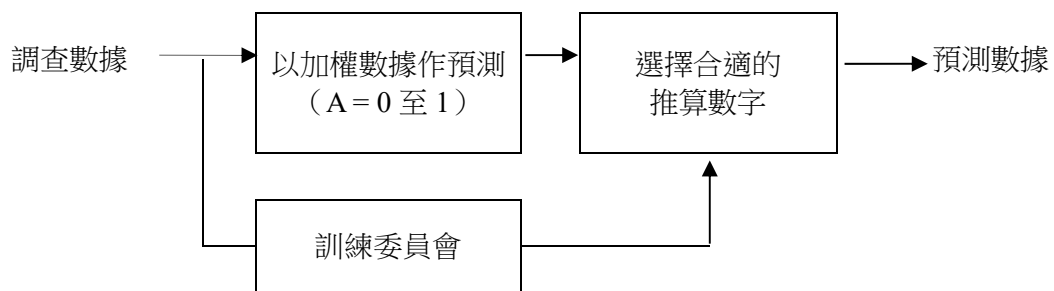 調查數據
以加權數據作預測
（A = 0 至 1）
選擇合適的
推算數字
預測數據
訓練委員會